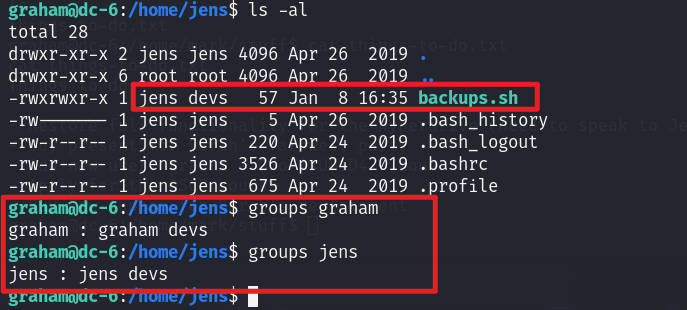 graham@dc-6:/home/jens$ ls -al
total 28
drwxr-xr-x 2 jens jens 4096 Apr 26  2019 .
drwxr-xr-x 6 root root 4096 Apr 26  2019 ..
-rwxrwxr-x 1 jens devs   57 Jan  8 16:35 backups.sh
-rw------- 1 jens jens    5 Apr 26  2019 .bash_history
-rw-r--r-- 1 jens jens  220 Apr 24  2019 .bash_logout
-rw-r--r-- 1 jens jens 3526 Apr 24  2019 .bashrc
-rw-r--r-- 1 jens jens  675 Apr 24  2019 .profile
graham@dc-6:/home/jens$ groups graham
graham : graham devs
graham@dc-6:/home/jens$ groups jens
jens : jens devs
graham@dc-6:/home/jens$